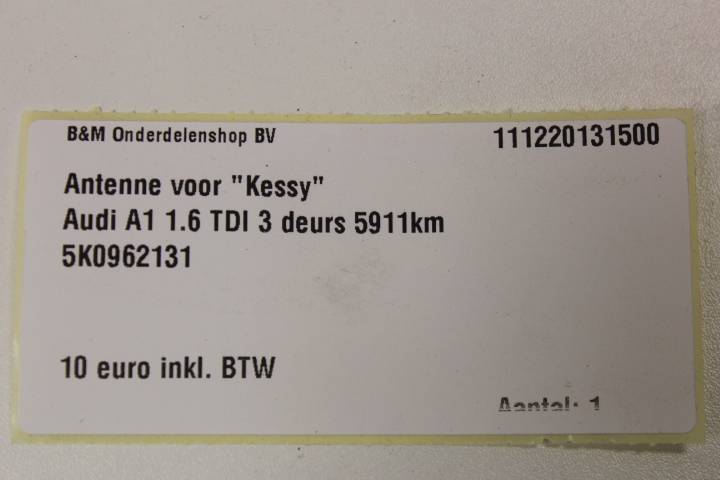 B&M Onderdelenshop BV
111220131500
Antenne voor "Kessy"
Audi A1 1.6 TDI 3 deurs 5911km
5K0962131
10 euro inkl. BTW
Aantal: 1